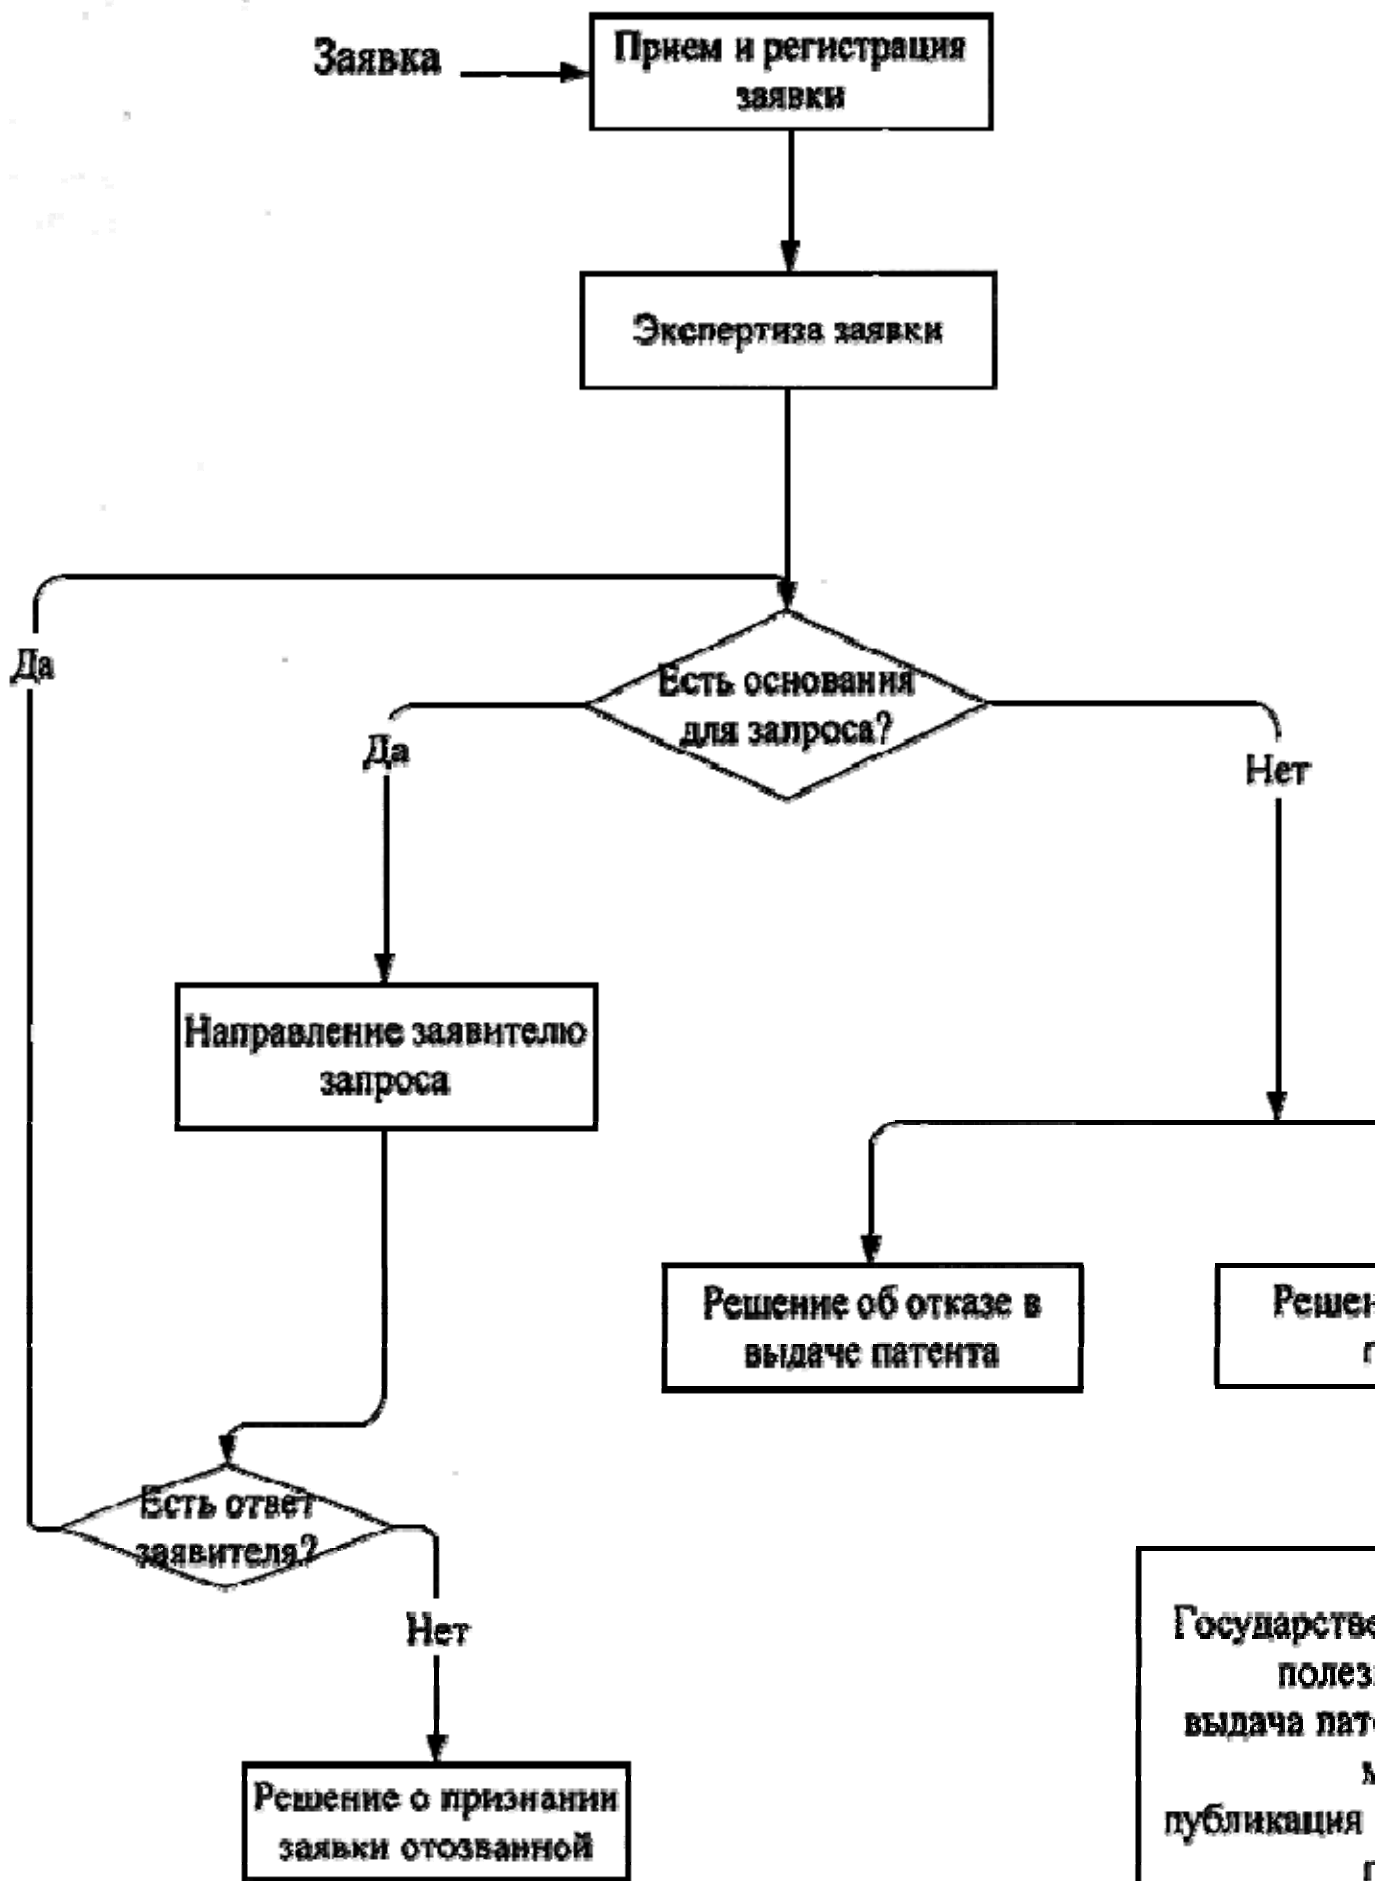 Заявка
Прием и регистрация
заявки
Экспертиза заявки
Да
Есть основания
для запроса?
Да
Нет
Направление заявителю
запроса
Решение об отказе в
выдаче патента
Есть ответ
заявителя?
Нет
Решение о признании
заявки отозванной
полез
публикация
выдача